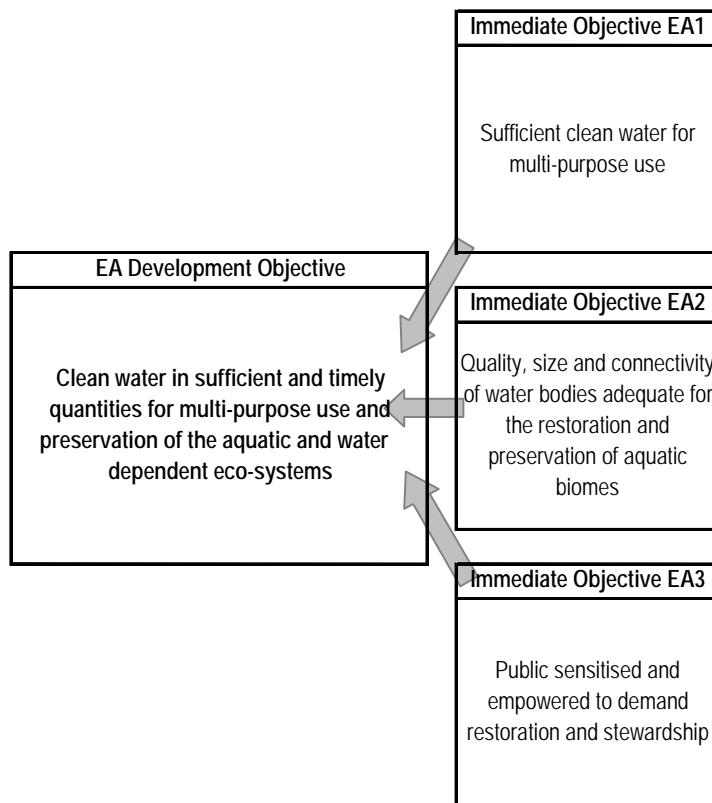 Immediate Objective EA1
Sufficient clean water for
multi-purpose use
EA Development Objective
Clean water in sufficient and timely
quantities for multi-purpose use and
preservation of the aquatic and water
dependent eco-systems
Immediate Objective EA2
Quality, size and connectivity
of water bodies adequate for
the restoration and
preservation of aquatic
biomes
Immediate Objective EA3
Public sensitised and
empowered to demand
restoration and stewardship